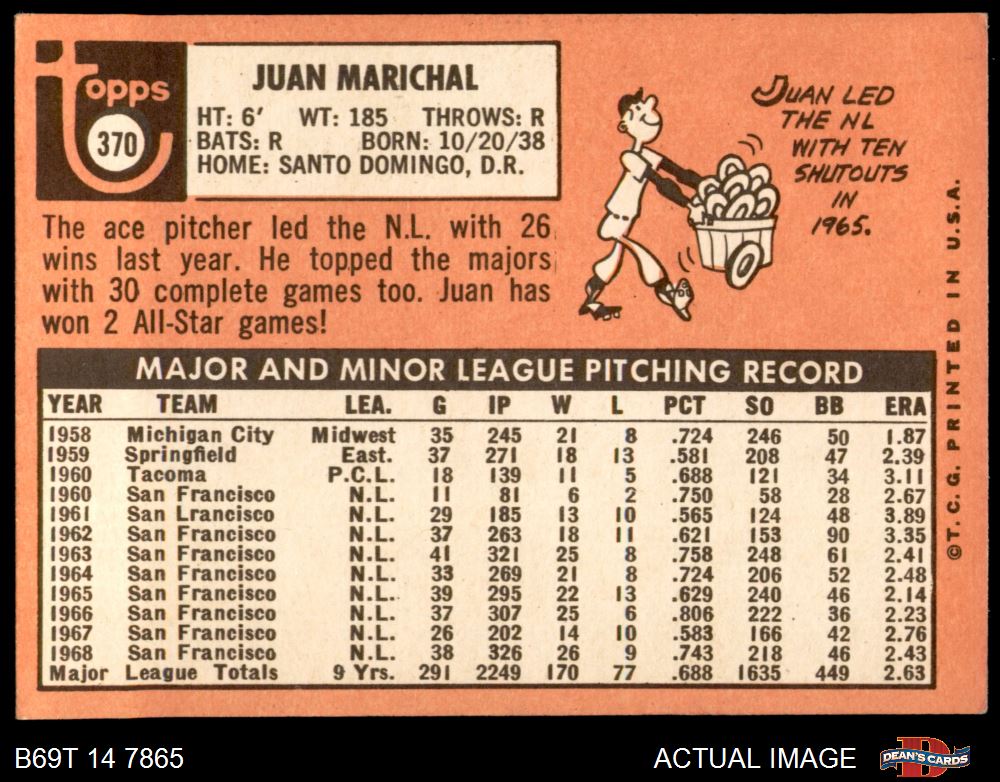 Topps
370
JUAN MARICHAL
HT: 6' WT: 185 THROWS: R
BATS: R BORN: 10/20/38
HOME: SANTO DOMINGO, D.R.
The ace pitcher led the N.L. with 26
wins last year. He topped the majors
with 30 complete games too. Juan has
won 2 All-Star games!
JUAN LED
THE NL
WITH TEN
SHUTOUTS
IN
1965.
MAJOR AND MINOR LEAGUE PITCHING RECORD
YEAR TEAM LEA. G IP W L PCT SO BB ERA
1958 Michigan City Midwest 35 245 21 8 .724 246 50 1.87
1959 Springfield East. 37 271 18 13 .581 208 47 2.39
1960 Tacoma P.C.L. 18 139 11 5 .688 121 34 3.11
1960 San Francisco N.L. 11 81 6 2 .750 58 28 2.67
1961 San Lrancisco N.L. 29 185 13 10 .565 124 48 3.89
1962 San Francisco N.L. 37 263 18 11 .621 153 90 3.35
1963 San Francisco N.L. 41 321 25 8 .758 248 61 2.41
1964 San Francisco N.L. 33 269 21 8 .724 206 52 2.48
1965 San Francisco N.L. 39 295 22 13 .629 240 46 2.14
1966 San Francisco N.L. 37 307 25 6 .806 222 36 2.23
1967 San Francisco N.L. 26 202 14 10 .583 166 42 2.76
1968 San Francisco N.L. 38 326 26 9 .743 218 46 2.43
Major League Totals 9 Yrs. 291 2249 170 77 .688 1635 449 2.63
©T.C.G. PRINTED IN U.S.A.
B69T 14 7865
ACTUAL IMAGE
DEAN'S CARDS